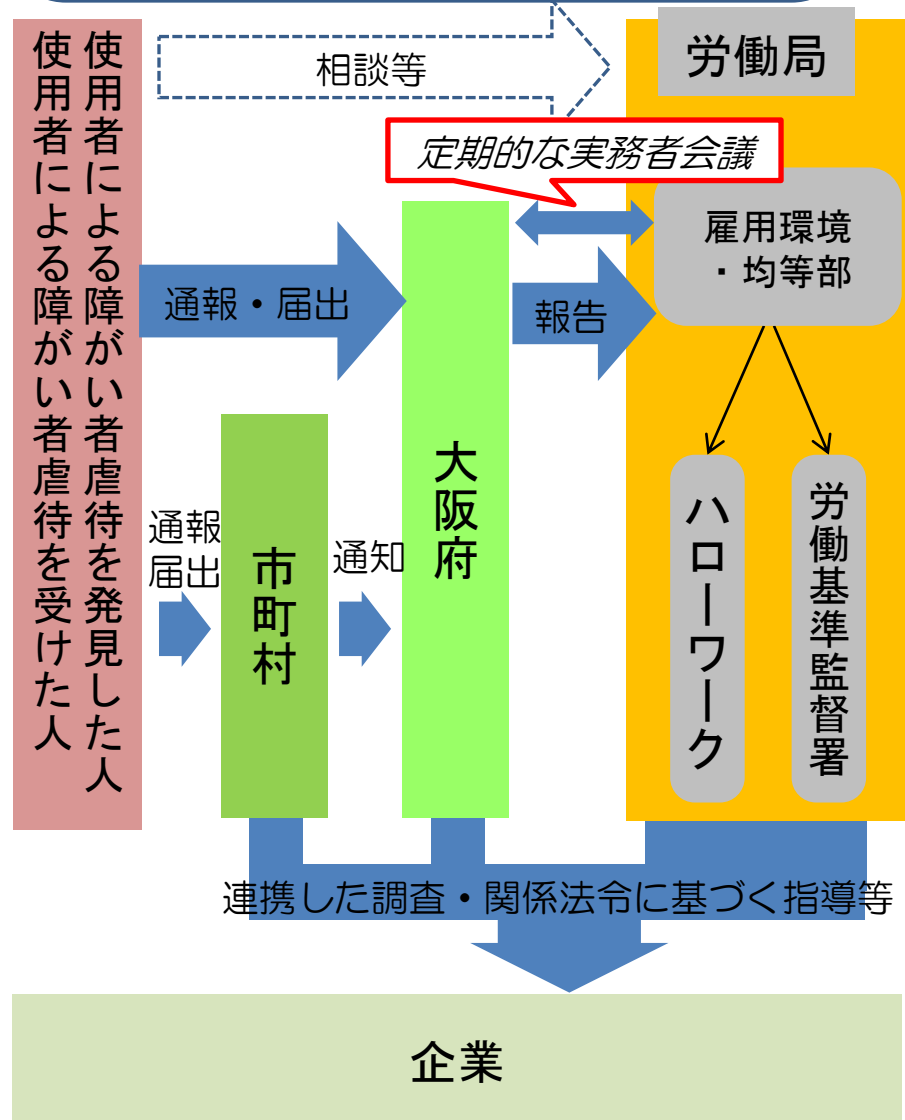 使用者による障がい者虐待を発見した人
使用者による障がい者虐待を受けた人
相談等
労働局
定期的な実務者会議
雇用環境
・均等部
通報・届出
報告
大阪府
ハローワーク
労働基準監督署
通報
届出
市町村
通知
連携した調査・関係法令に基づく指導等
企業